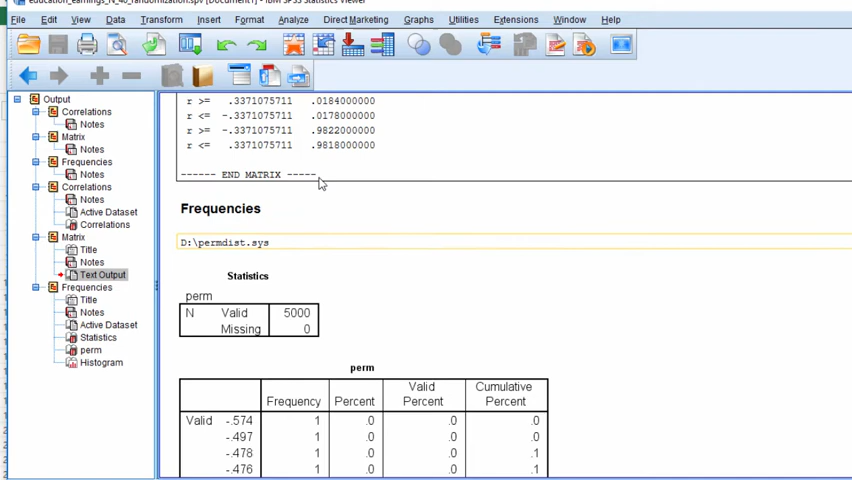 education_earnings_N_40_randomization.spv [Document1] - IBM SPSS Statistics Viewer
File Edit View Data Transform Insert Format Analyze Direct Marketing Graphs Utilities Extensions Window Help
Output
Correlations
Notes
Matrix
Notes
Frequencies
Notes
Correlations
Notes
Active Dataset
Correlations
Matrix
Title
Notes
Text Output
Frequencies
Title
Notes
Active Dataset
Statistics
perm
Histogram
r >= .3371075711 .0184000000
r <= -.3371075711 .0178000000
r >= -.3371075711 .9822000000
r <= .3371075711 .9818000000
------ END MATRIX -----
Frequencies
D:\permdist.sys
Statistics
perm
N Valid 5000
Missing 0
perm
Frequency Percent Valid Percent Cumulative Percent
Valid -.574 1 .0 .0 .0
-.497 1 .0 .0 .0
-.478 1 .0 .0 .1
-.476 1 .0 .0 .1